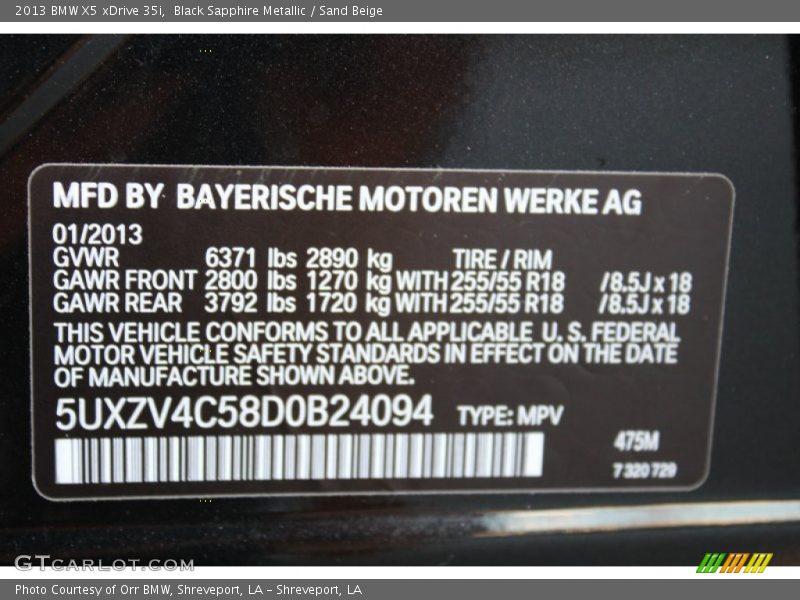 2013 BMW X5 xDrive 35i,  Black Sapphire Metallic / Sand Beige
MFD BY BAYERISCHE MOTOREN WERKE AG
01/2013
GVWR 6371 lbs 2890 kg TIRE / RIM
GAWR FRONT 2800 lbs 1270 kg WITH 255/55 R18 /8.5J x 18
GAWR REAR 3792 lbs 1720 kg WITH 255/55 R18 /8.5J x 18
THIS VEHICLE CONFORMS TO ALL APPLICABLE U. S. FEDERAL
MOTOR VEHICLE SAFETY STANDARDS IN EFFECT ON THE DATE
OF MANUFACTURE SHOWN ABOVE.
5UXZV4C58D0B24094 TYPE: MPV
475M
7 320 729
GTCARLOT.COM
Photo Courtesy of Orr BMW, Shreveport, LA – Shreveport, LA